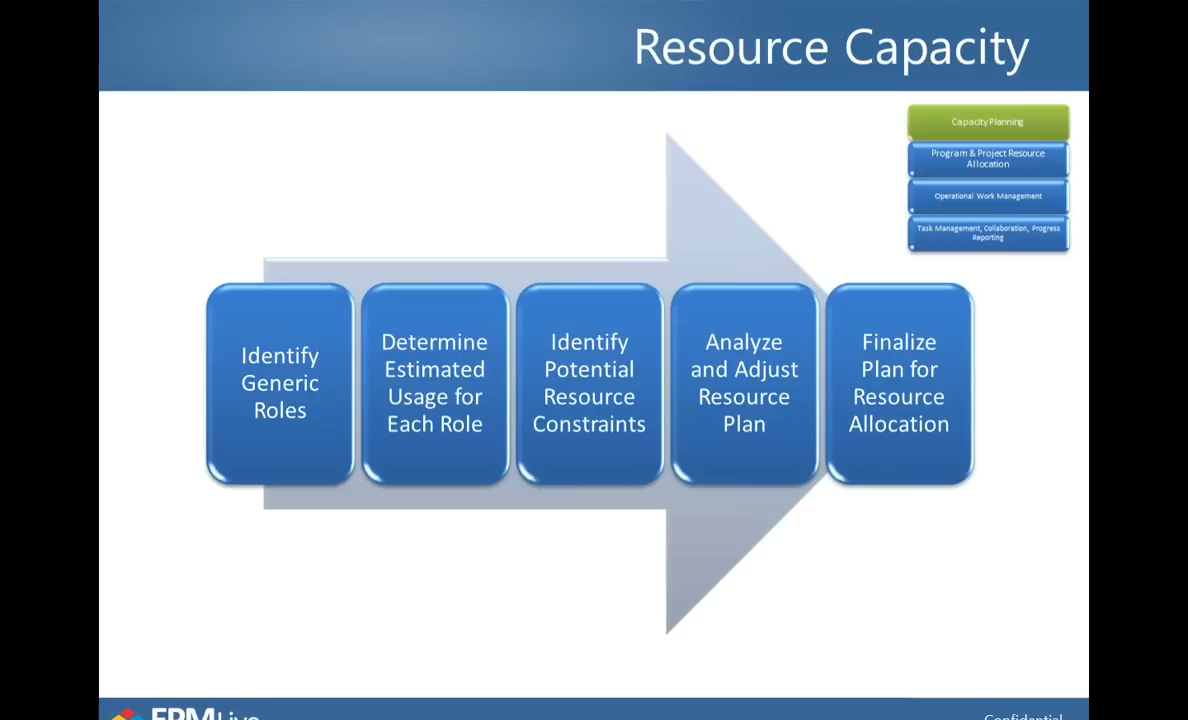 Resource Capacity
Capacity Planning
Program & Project Resource
Allocation
Operational Work Management
Task Management, Collaboration, Progress
Reporting
Identify
Generic
Roles
Determine
Estimated
Usage for
Each Role
Identify
Potential
Resource
Constraints
Analyze
and Adjust
Resource
Plan
Finalize
Plan for
Resource
Allocation
EPMLive
Confidential